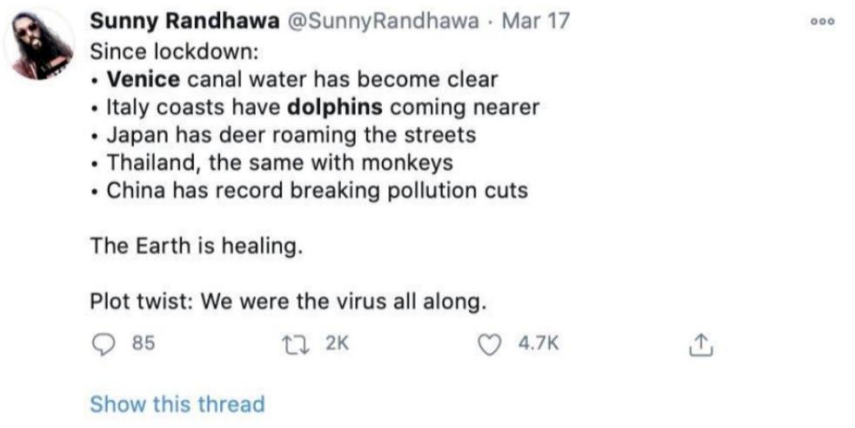 Sunny Randhawa @SunnyRandhawa · Mar 17
Since lockdown:
• Venice canal water has become clear
• Italy coasts have dolphins coming nearer
• Japan has deer roaming the streets
• Thailand, the same with monkeys
• China has record breaking pollution cuts
The Earth is healing.
Plot twist: We were the virus all along.
85 2K 4.7K
Show this thread